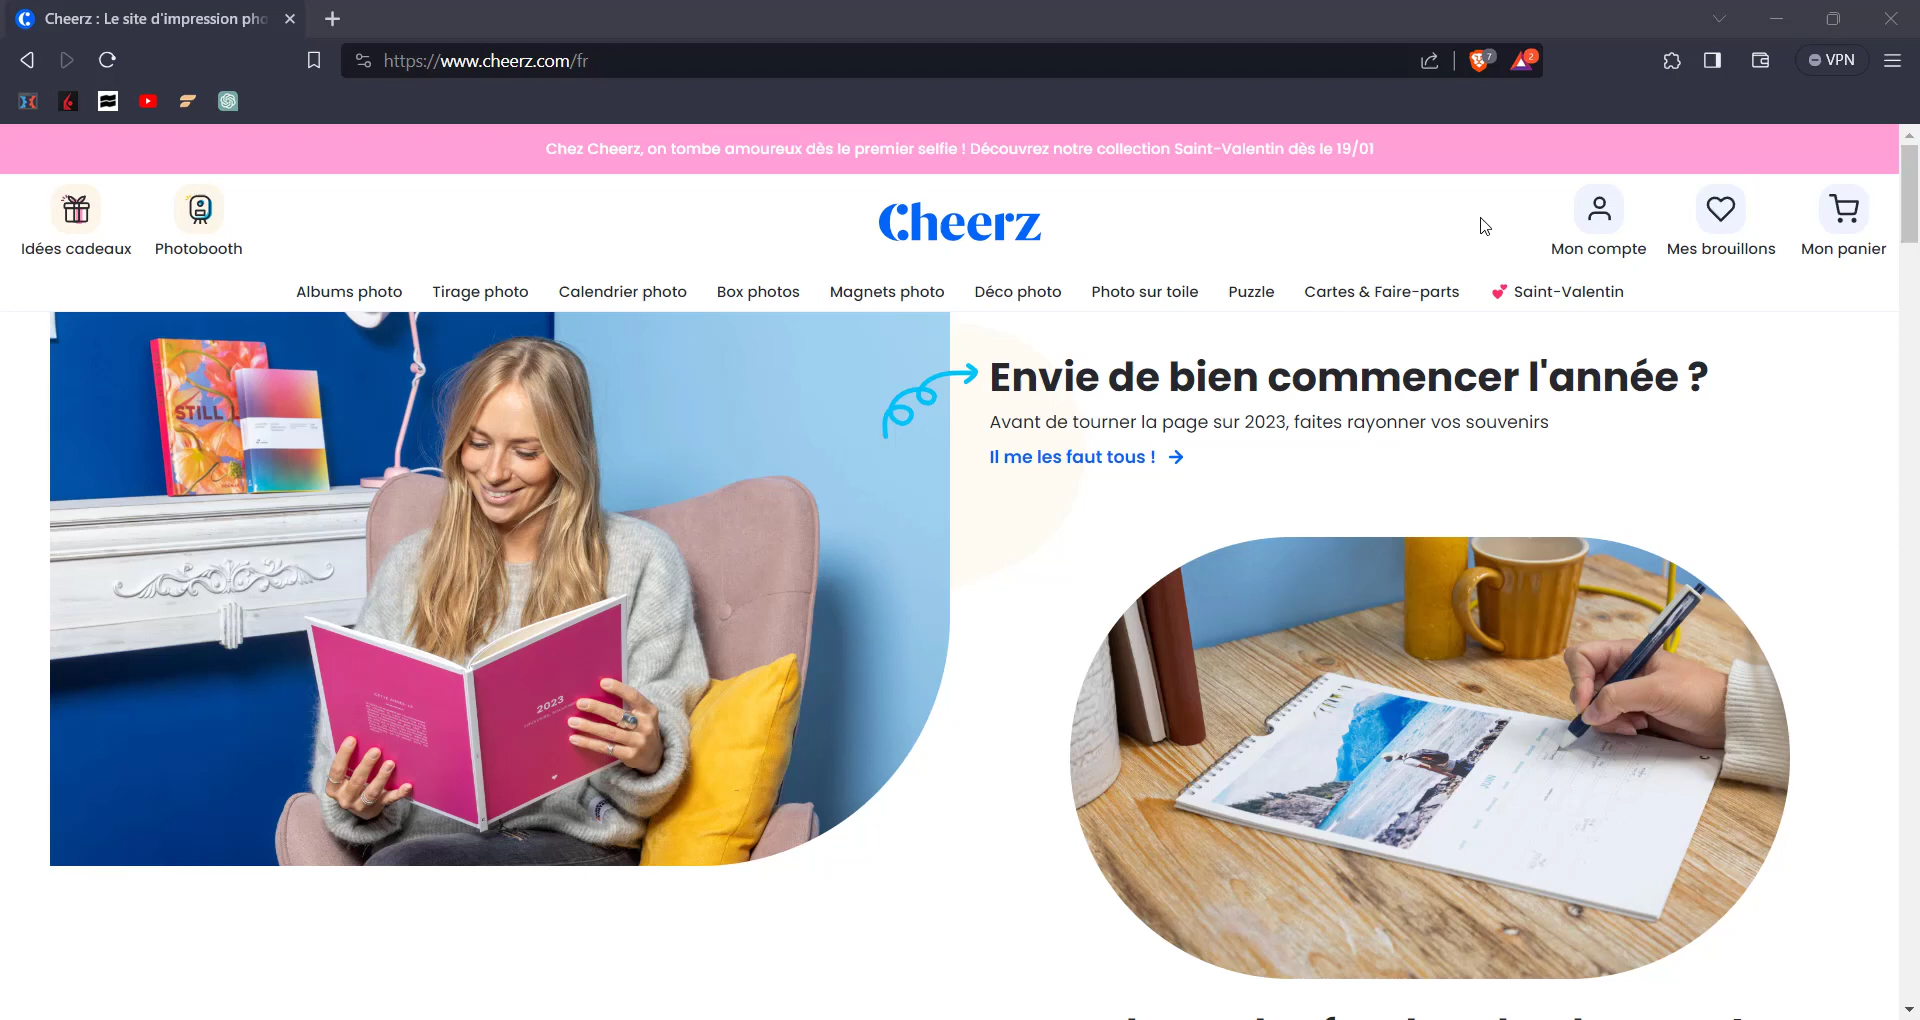 Cheerz : Le site d'impression pho
https://www.cheerz.com/fr
7
2
VPN
Chez Cheerz, on tombe amoureux dès le premier selfie ! Découvrez notre collection Saint-Valentin dès le 19/01
Idées cadeaux
Photobooth
Cheerz
Mon compte
Mes brouillons
Mon panier
Albums photo
Tirage photo
Calendrier photo
Box photos
Magnets photo
Déco photo
Photo sur toile
Puzzle
Cartes & Faire-parts
💕 Saint-Valentin
Envie de bien commencer l'année ?
Avant de tourner la page sur 2023, faites rayonner vos souvenirs
Il me les faut tous ! →
STILL
2023
JUIN